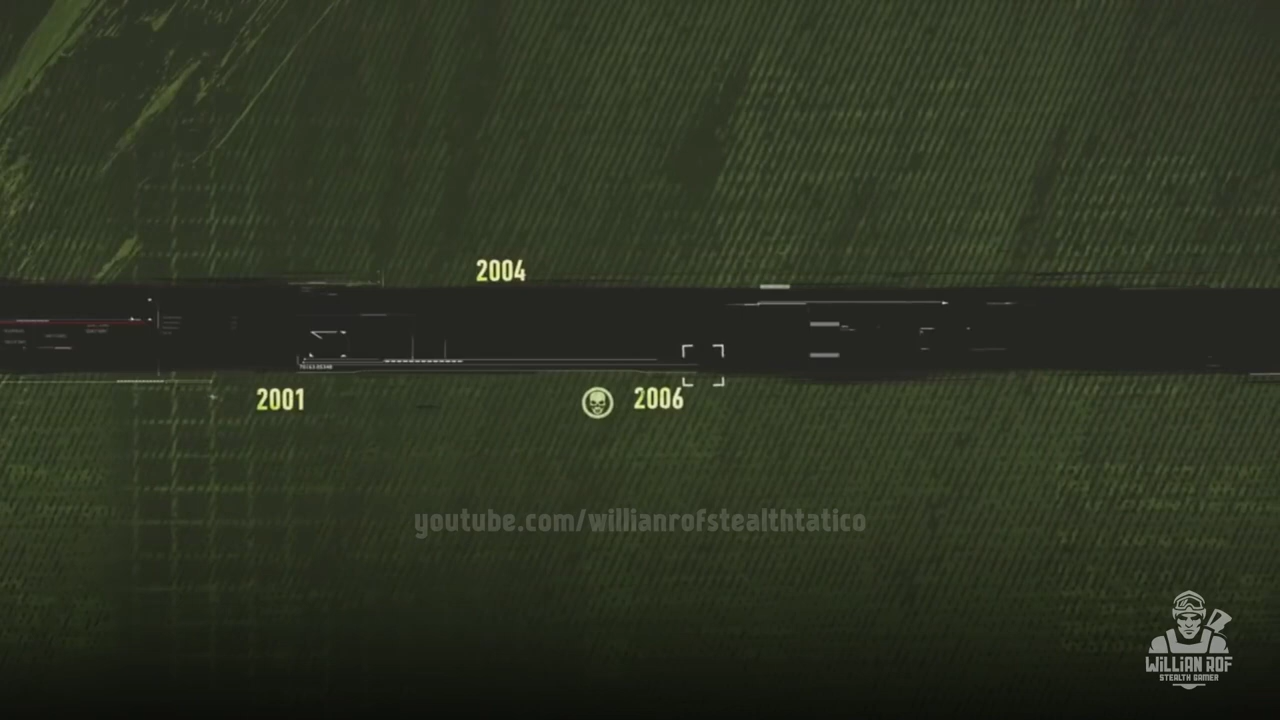 2004
2001
2006
youtube.com/willianrofstealthtatico
WiLLiAN ROF
STEALTH GAMER